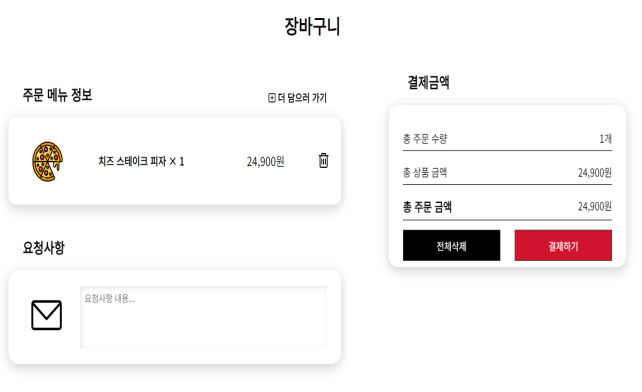 장바구니
주문 메뉴 정보
더 담으러 가기
치즈 스테이크 피자 × 1
24,900원
요청사항
요청사항 내용...
결제금액
총 주문 수량 1개
총 상품 금액 24,900원
총 주문 금액 24,900원
전체삭제 결제하기